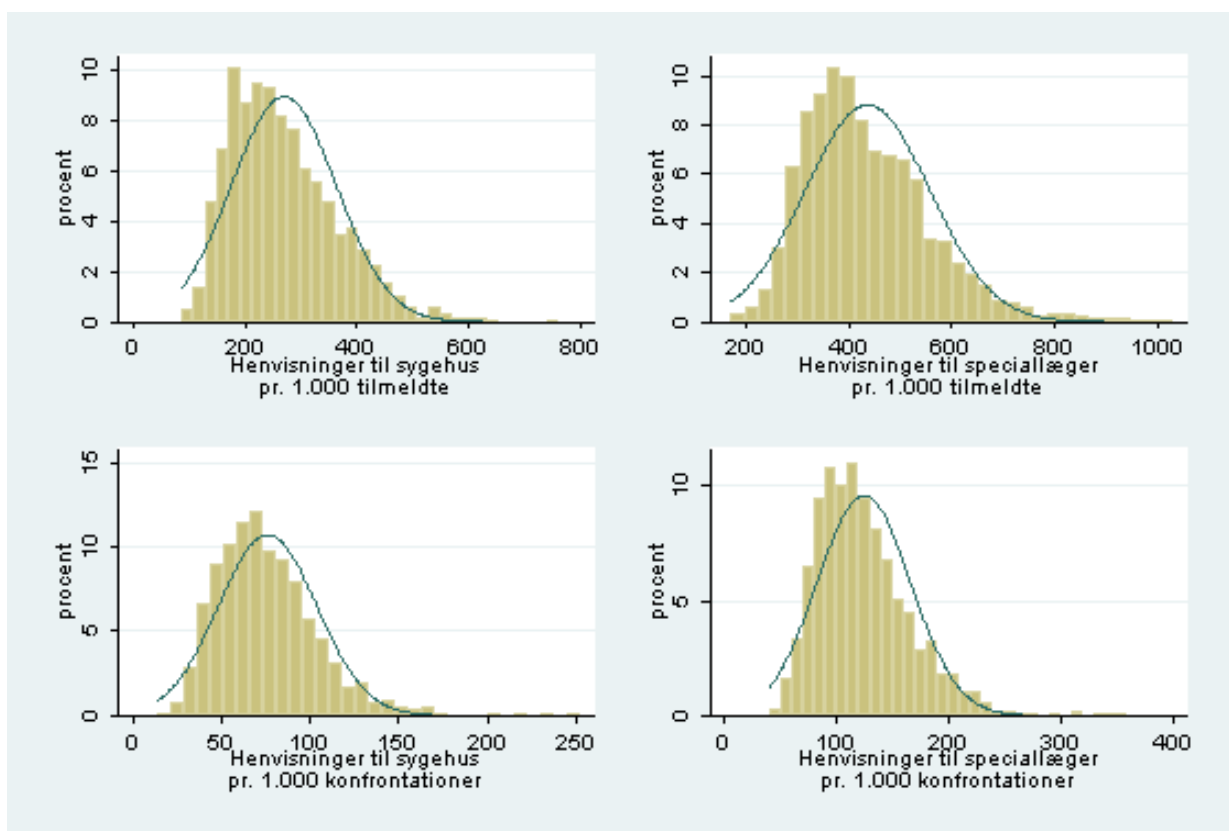 procent
10
8
6
4
2
0
0 200 400 600 800
Henvisninger til sygehus
pr. 1.000 tilmeldte
procent
10
8
6
4
2
0
200 400 600 800 1000
Henvisninger til speciallæger
pr. 1.000 tilmeldte
procent
15
10
5
0
0 50 100 150 200 250
Henvisninger til sygehus
pr. 1.000 konfrontationer
procent
10
5
0
0 100 200 300 400
Henvisninger til speciallæger
pr. 1.000 konfrontationer